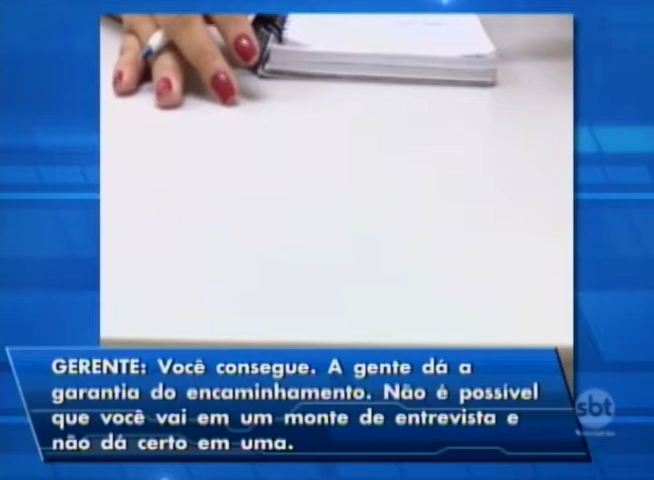 GERENTE: Você consegue. A gente dá a
garantia do encaminhamento. Não é possível
que você vai em um monte de entrevista e
não dá certo em uma.
sbt